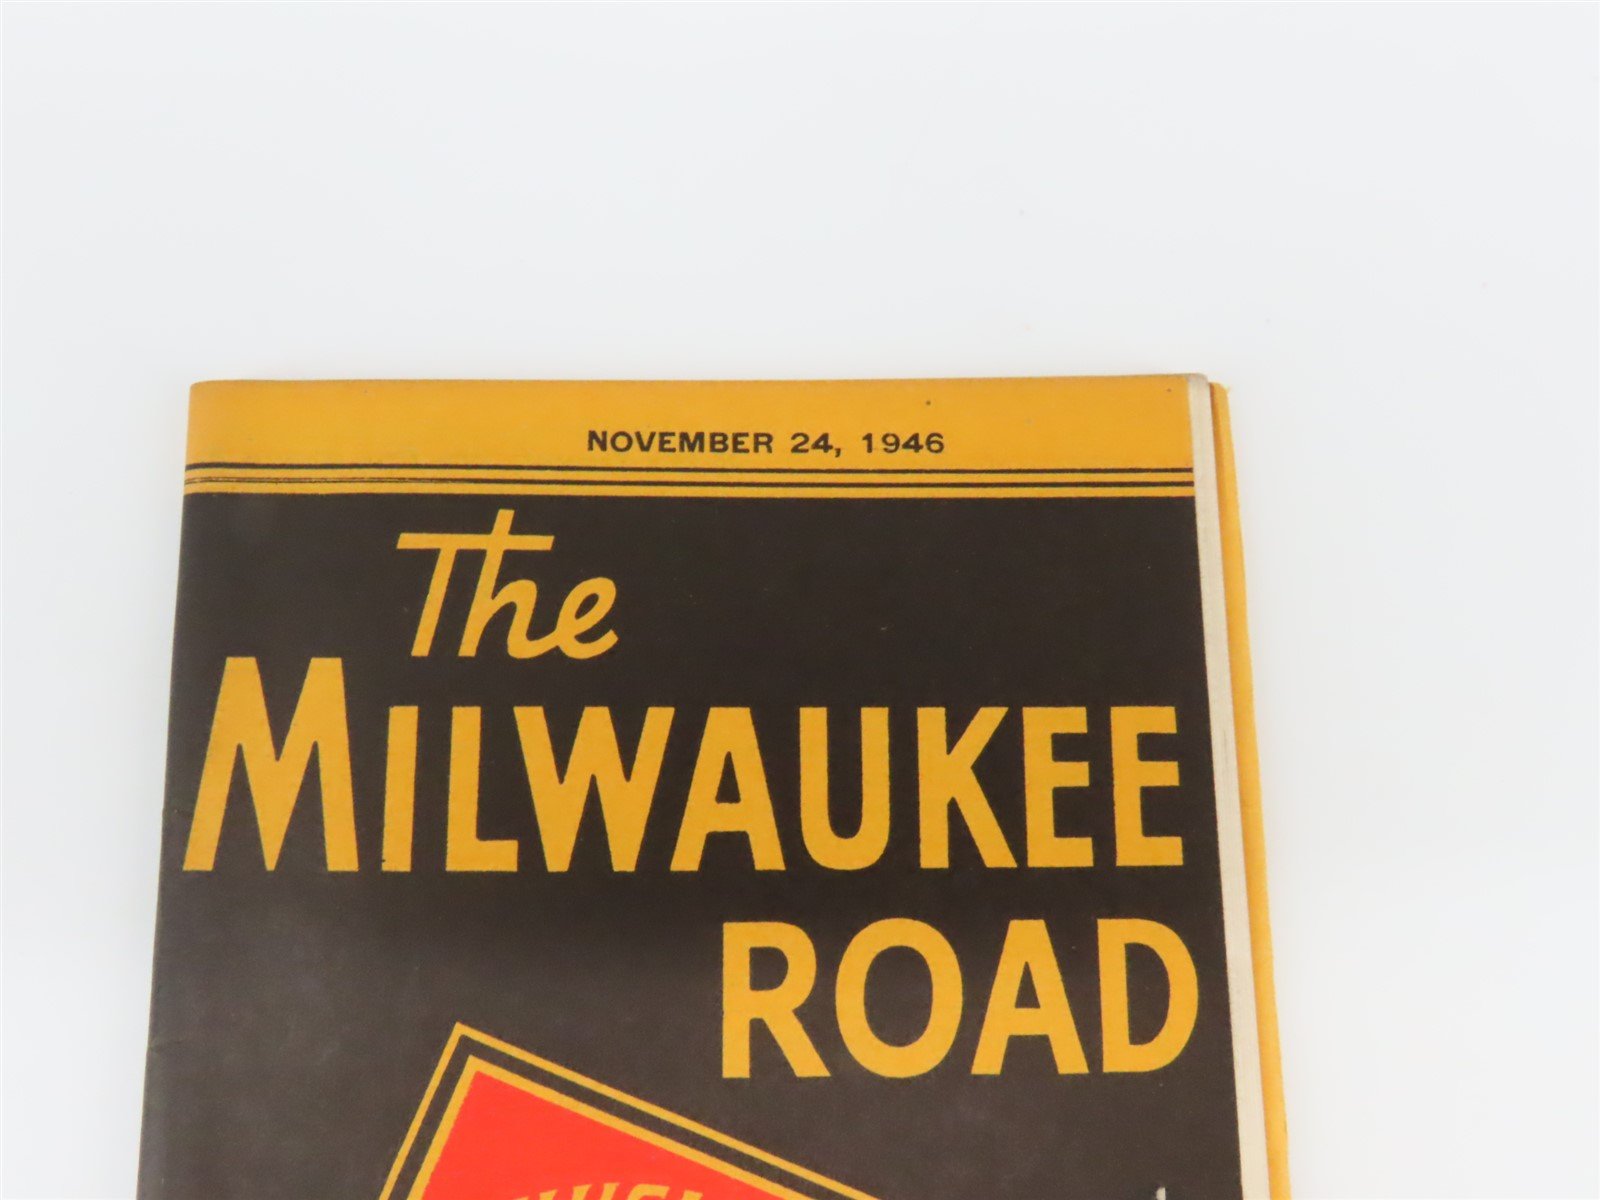 NOVEMBER 24, 1946
The
MILWAUKEE
ROAD